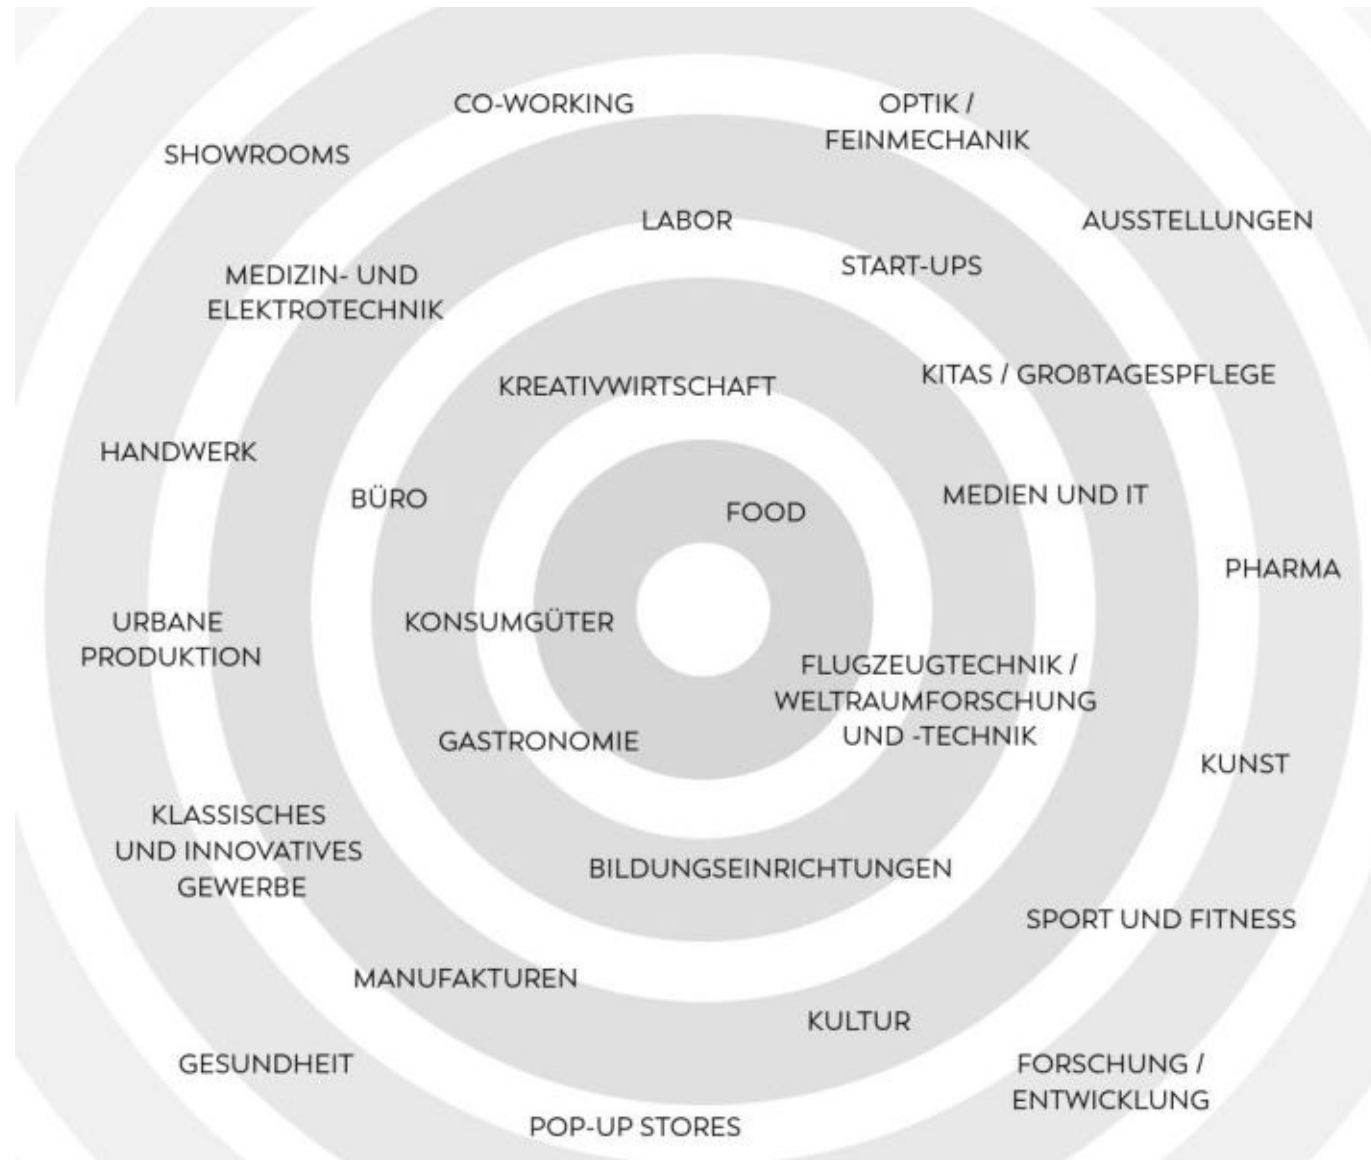 CO-WORKING
OPTIK /
FEINMECHANIK
SHOWROOMS
LABOR
AUSSTELLUNGEN
START-UPS
MEDIZIN- UND
ELEKTROTECHNIK
KREATIVWIRTSCHAFT
KITAS / GROßTAGESPFLEGE
HANDWERK
BÜRO
FOOD
MEDIEN UND IT
PHARMA
URBANE
PRODUKTION
KONSUMGÜTER
FLUGZEUGTECHNIK /
WELTRAUMFORSCHUNG
UND -TECHNIK
GASTRONOMIE
KUNST
KLASSISCHES
UND INNOVATIVES
GEWERBE
BILDUNGSEINRICHTUNGEN
SPORT UND FITNESS
MANUFAKTUREN
KULTUR
GESUNDHEIT
FORSCHUNG /
ENTWICKLUNG
POP-UP STORES